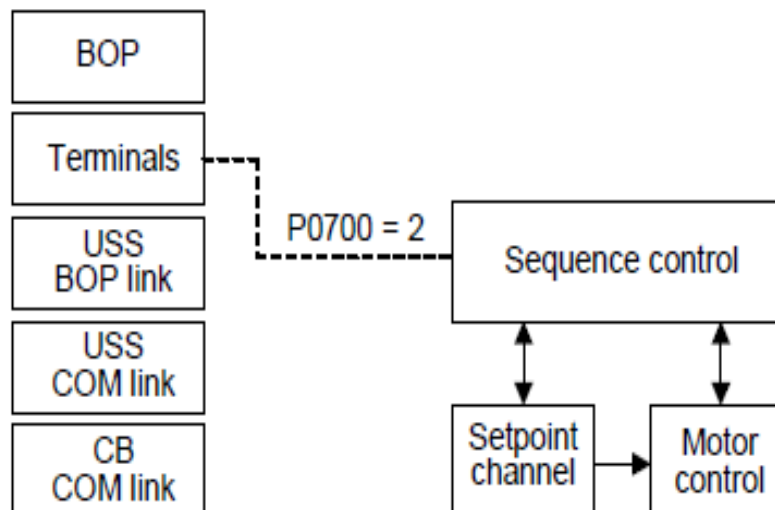 BOP
Terminals
USS
BOP link
USS
COM link
CB
COM link
P0700 = 2
Sequence control
Setpoint
channel
Motor
control